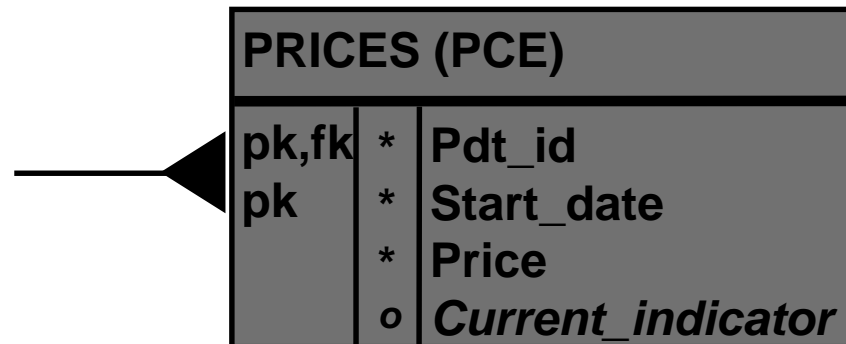 PRICES (PCE)
pk,fk * Pdt_id
pk * Start_date
* Price
o Current_indicator